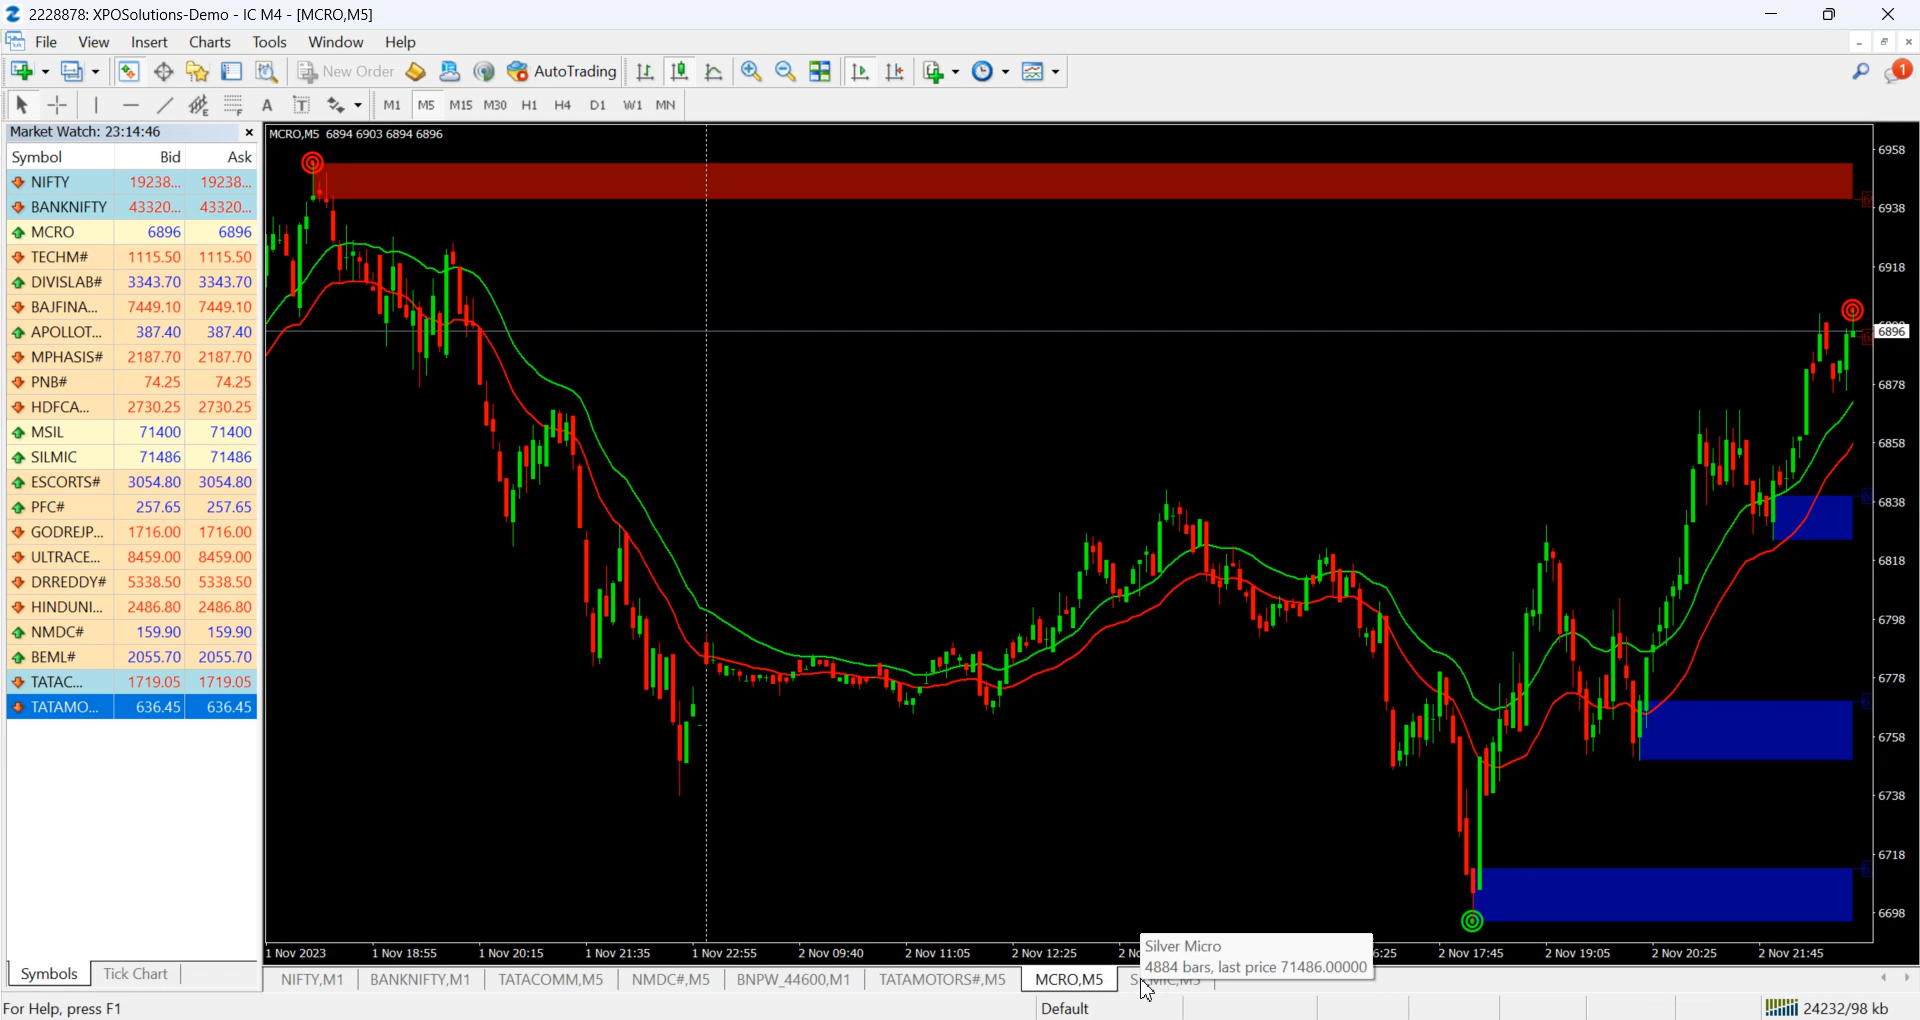 2228878: XPOSolutions-Demo - IC M4 - [MCRO,M5]
File View Insert Charts Tools Window Help
New Order AutoTrading 1
A T M1 M5 M15 M30 H1 H4 D1 W1 MN
Market Watch: 23:14:46
Symbol Bid Ask
NIFTY 19238... 19238...
BANKNIFTY 43320... 43320...
MCRO 6896 6896
TECHM# 1115.50 1115.50
DIVISLAB# 3343.70 3343.70
BAJFINA... 7449.10 7449.10
APOLLOT... 387.40 387.40
MPHASIS# 2187.70 2187.70
PNB# 74.25 74.25
HDFCA... 2730.25 2730.25
MSIL 71400 71400
SILMIC 71486 71486
ESCORTS# 3054.80 3054.80
PFC# 257.65 257.65
GODREJP... 1716.00 1716.00
ULTRACE... 8459.00 8459.00
DRREDDY# 5338.50 5338.50
HINDUNI... 2486.80 2486.80
NMDC# 159.90 159.90
BEML# 2055.70 2055.70
TATAC... 1719.05 1719.05
TATAMO... 636.45 636.45
Symbols Tick Chart
MCRO,M5 6894 6903 6894 6896
6958
6938
6918
6896
6878
6858
6838
6818
6798
6778
6758
6738
6718
6698
1 Nov 2023 1 Nov 18:55 1 Nov 20:15 1 Nov 21:35 1 Nov 22:55 2 Nov 09:40 2 Nov 11:05 2 Nov 12:25 2 No 6:25 2 Nov 17:45 2 Nov 19:05 2 Nov 20:25 2 Nov 21:45
Silver Micro
4884 bars, last price 71486.00000
NIFTY,M1 BANKNIFTY,M1 TATACOMM,M5 NMDC#,M5 BNPW_44600,M1 TATAMOTORS#,M5 MCRO,M5
For Help, press F1 Default 24232/98 kb